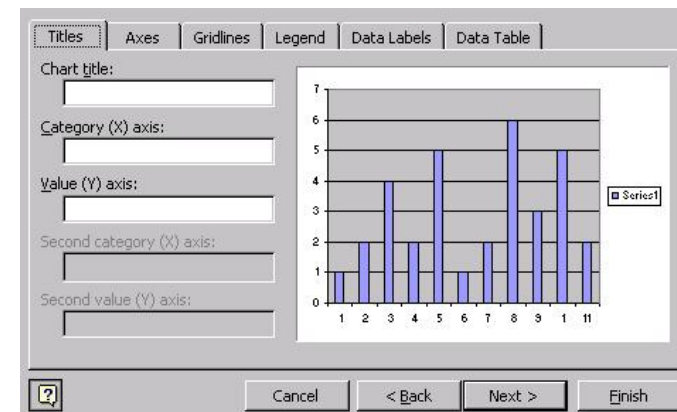 Titles Axes Gridlines Legend Data Labels Data Table
Chart title:
Category (X) axis:
Value (Y) axis:
Second category (X) axis:
Second value (Y) axis:
7
6
5
4
3
2
1
0
1 2 3 4 5 6 7 8 9 1 11
Series1
Cancel < Back Next > Finish